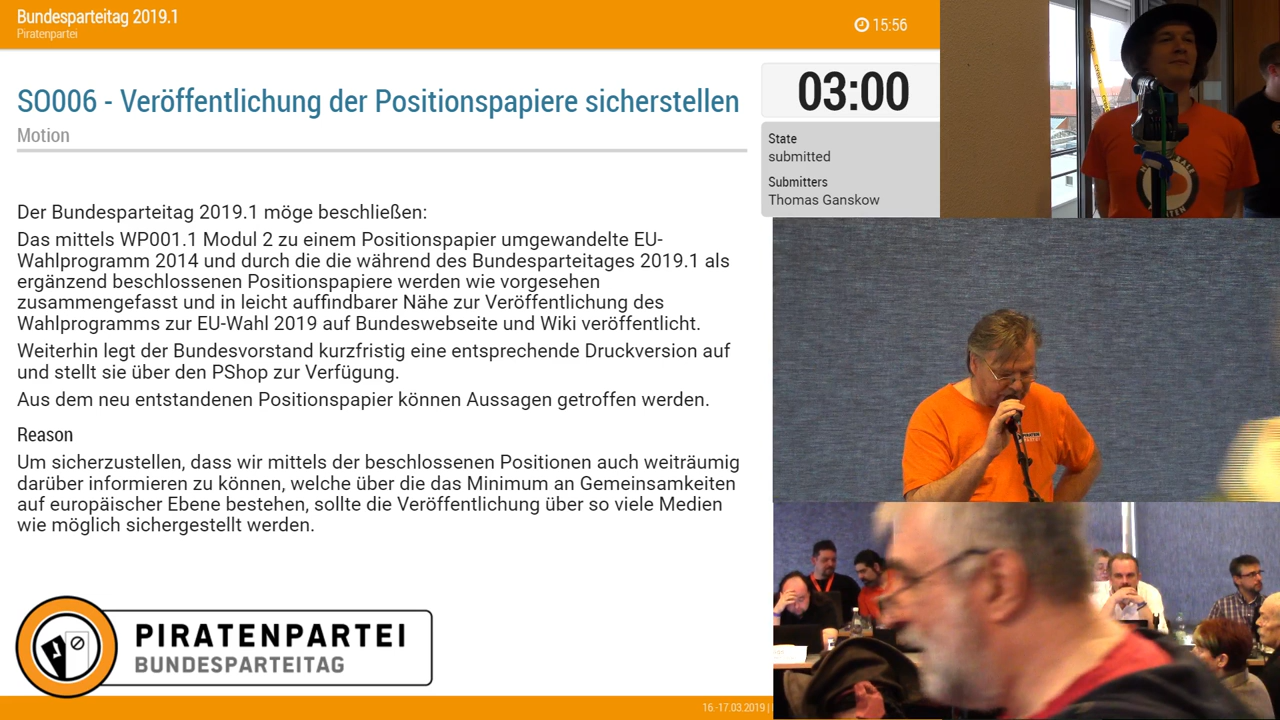 Bundesparteitag 2019.1
Piratenpartei
15:56
SO006 - Veröffentlichung der Positionspapiere sicherstellen
Motion
03:00
State
submitted
Submitters
Thomas Ganskow
Der Bundesparteitag 2019.1 möge beschließen:
Das mittels WP001.1 Modul 2 zu einem Positionspapier umgewandelte EU-
Wahlprogramm 2014 und durch die die während des Bundesparteitages 2019.1 als
ergänzend beschlossenen Positionspapiere werden wie vorgesehen
zusammengefasst und in leicht auffindbarer Nähe zur Veröffentlichung des
Wahlprogramms zur EU-Wahl 2019 auf Bundeswebseite und Wiki veröffentlicht.
Weiterhin legt der Bundesvorstand kurzfristig eine entsprechende Druckversion auf
und stellt sie über den PShop zur Verfügung.
Aus dem neu entstandenen Positionspapier können Aussagen getroffen werden.
Reason
Um sicherzustellen, dass wir mittels der beschlossenen Positionen auch weiträumig
darüber informieren zu können, welche über die das Minimum an Gemeinsamkeiten
auf europäischer Ebene bestehen, sollte die Veröffentlichung über so viele Medien
wie möglich sichergestellt werden.
PIRATENPARTEI
BUNDESPARTEITAG
16.-17.03.2019 |